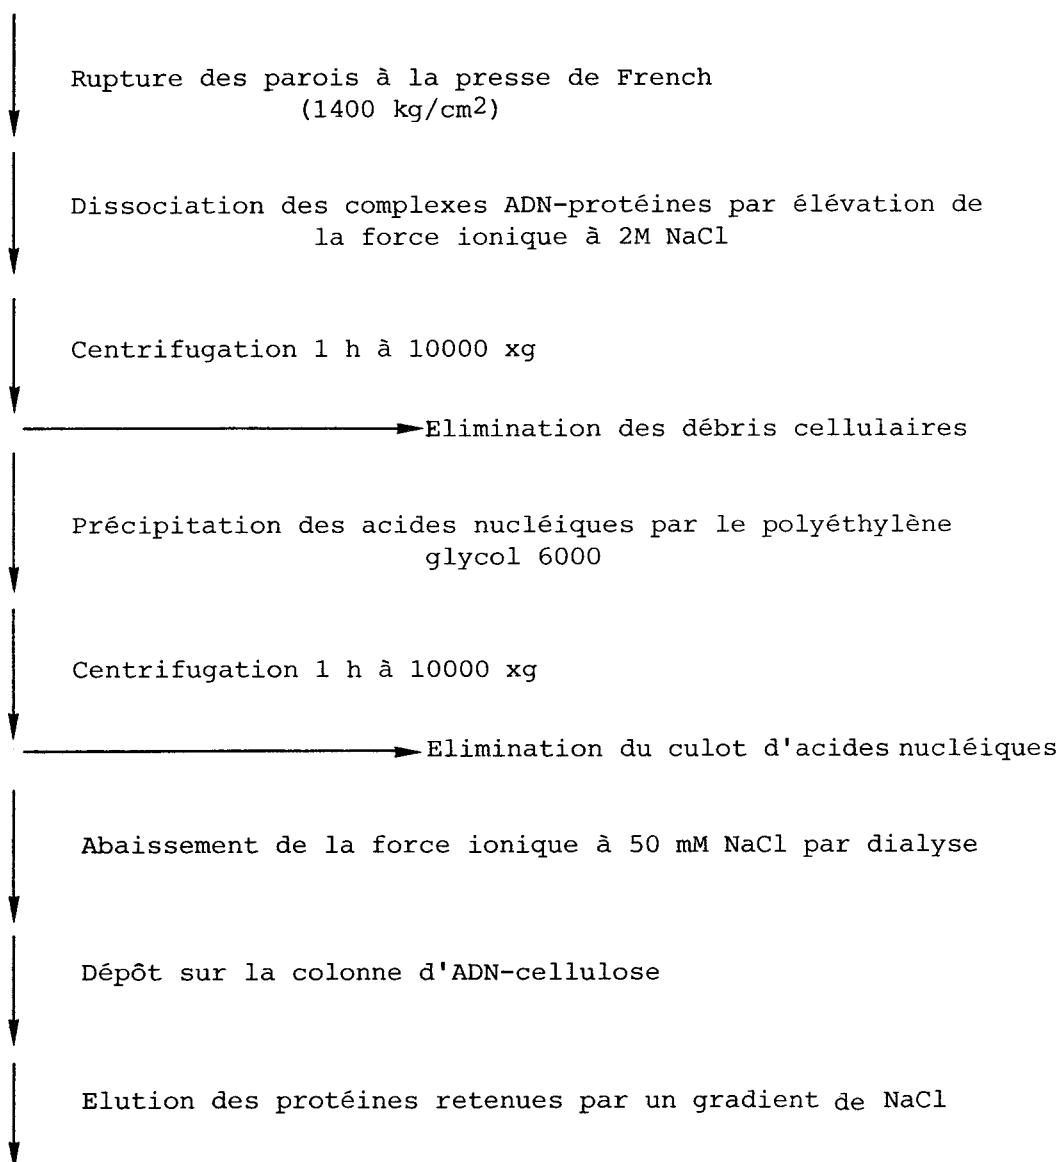 Rupture des parois à la presse de French
(1400 kg/cm2)
Dissociation des complexes ADN-protéines par élévation de
la force ionique à 2M NaCl
Centrifugation 1 h à 10000 xg
Elimination des débris cellulaires
Précipitation des acides nucléiques par le polyéthylène
glycol 6000
Centrifugation 1 h à 10000 xg
Elimination du culot d'acides nucléiques
Abaissement de la force ionique à 50 mM NaCl par dialyse
Dépôt sur la colonne d'ADN-cellulose
Elution des protéines retenues par un gradient de NaCl